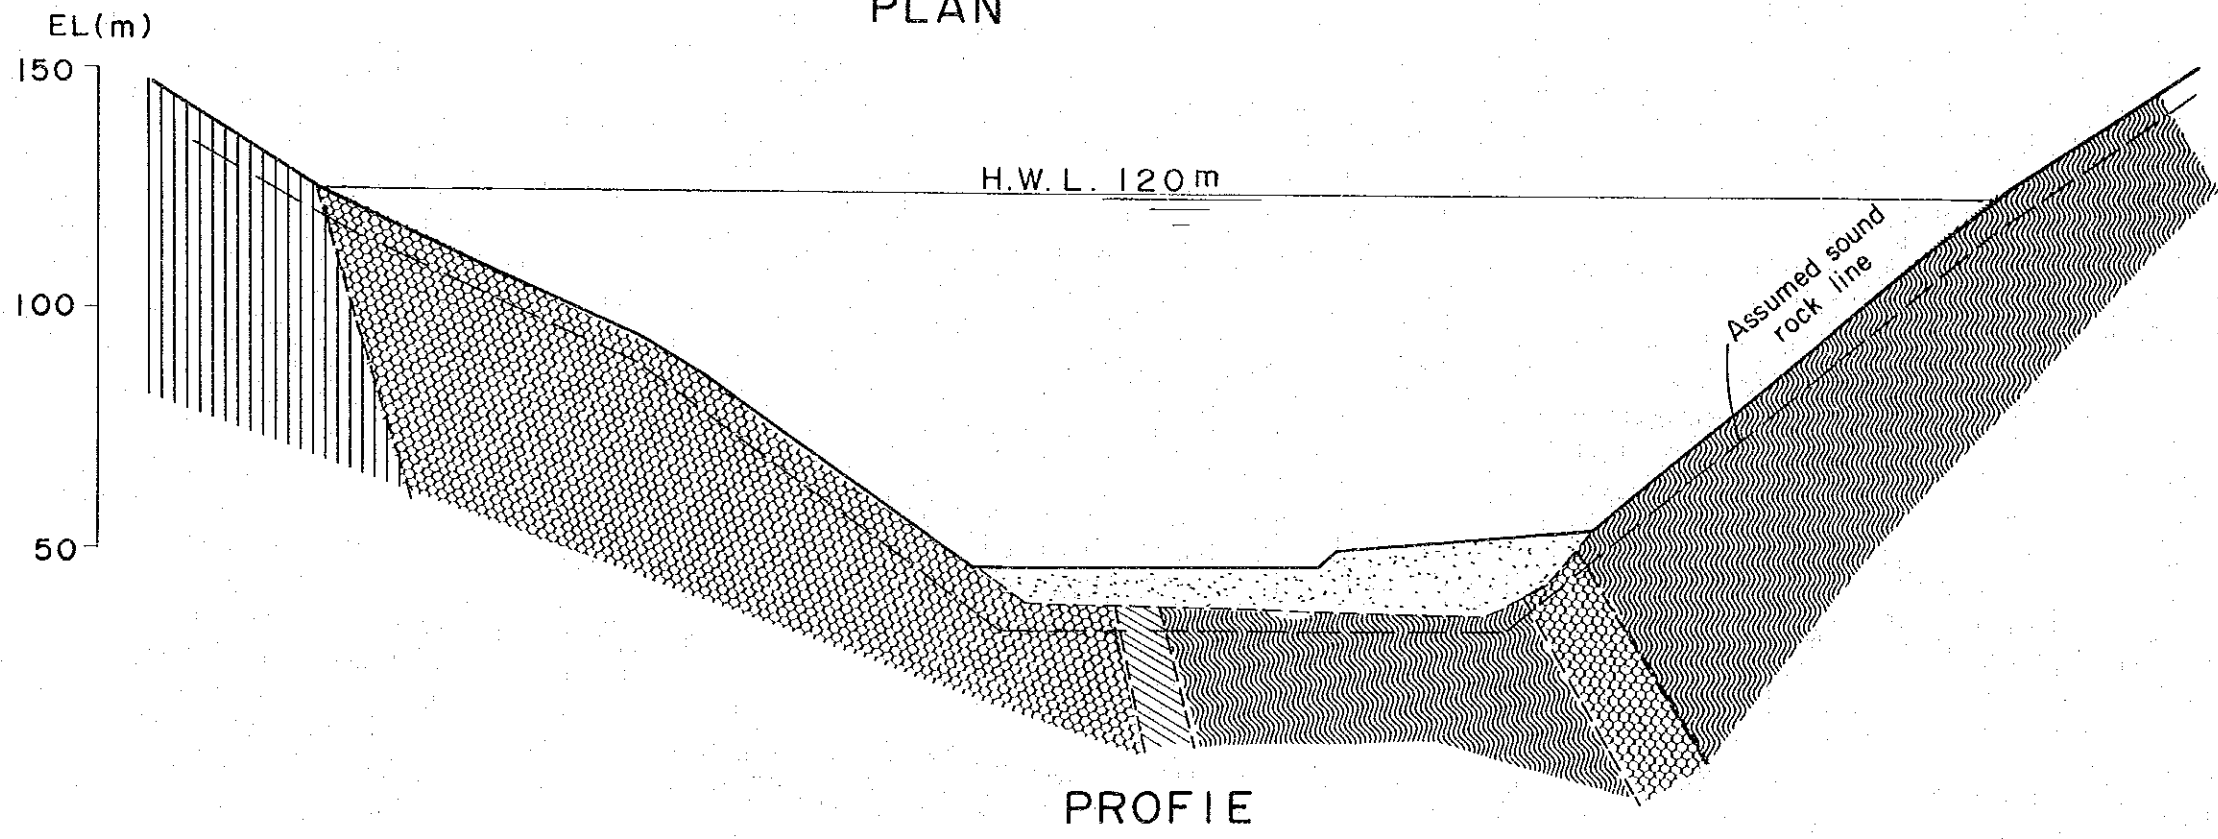 PLAN
EL(m)
150
H.W.L. 120m
Assumed sound
rock line
100
50
PROFIE